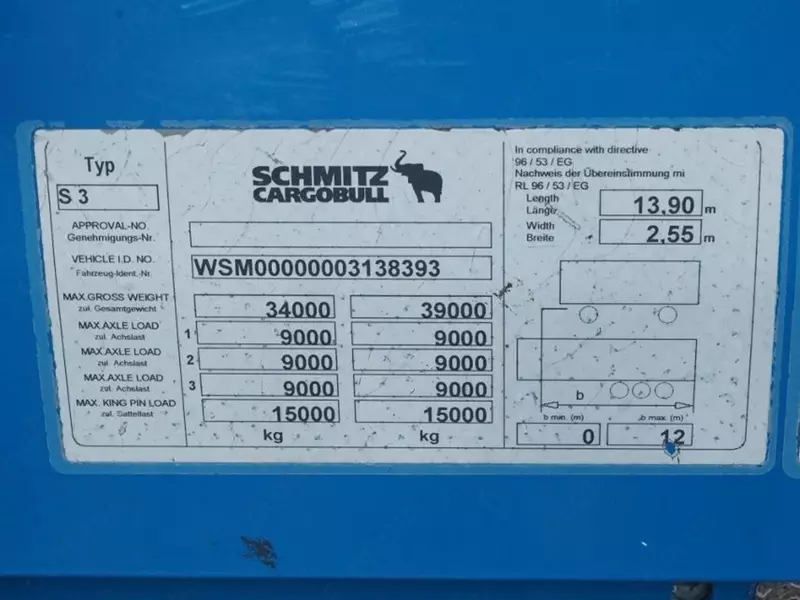 Typ
S 3
APPROVAL-NO.
Genehmigungs-Nr.
VEHICLE I.D. NO.
Fahrzeug-Ident.-Nr.
WSM00000003138393
MAX.GROSS WEIGHT
zul. Gesamtgewicht
34000 39000
MAX.AXLE LOAD
zul. Achslast
1 9000 9000
MAX.AXLE LOAD
zul. Achslast
2 9000 9000
MAX.AXLE LOAD
zul. Achslast
3 9000 9000
MAX. KING PIN LOAD
zul. Sattellast
15000 15000
kg kg
SCHMITZ
CARGOBULL
In compliance with directive
96 / 53 / EG
Nachweis der Übereinstimmung mi
RL 96 / 53 / EG
Length
Länge
13,90 m
Width
Breite
2,55 m
b
b min. (m) b max. (m)
0 12